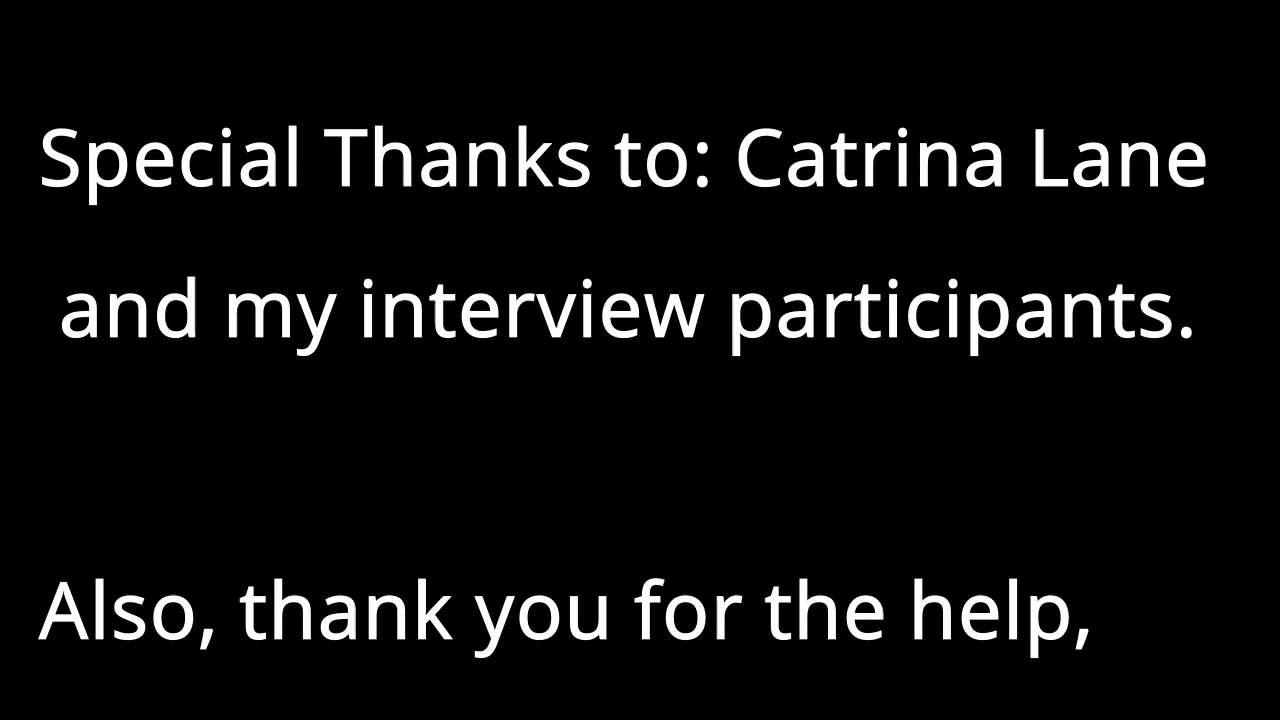 Special Thanks to: Catrina Lane
and my interview participants.
Also, thank you for the help,